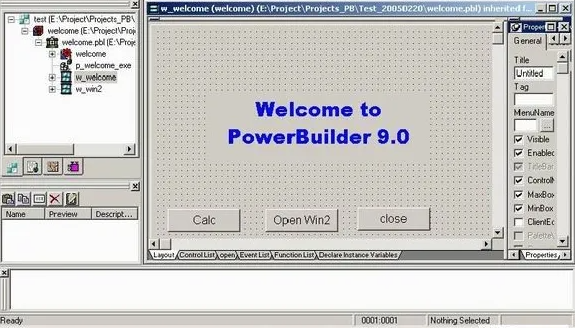 test (E:\Project\Projects_PB\
welcome (E:\Project\Projec
welcome.pbl (E:\Proj
welcome
p_welcome_exe
w_welcome
w_win2
Name Preview Descript...
w_welcome (welcome) (E:\Project\Projects_PB\Test_20050220\welcome.pbl) inherited f...
Welcome to
PowerBuilder 9.0
Calc Open Win2 close
Layout Control List open Event List Function List Declare Instance Variables
Propert
General
Title
Untitled
Tag
MenuName
...
Visible
Enabled
TitleBar
ControlM
MaxBox
MinBox
ClientEd
PaletteW
Properties
Ready 0001:0001 Nothing Selected